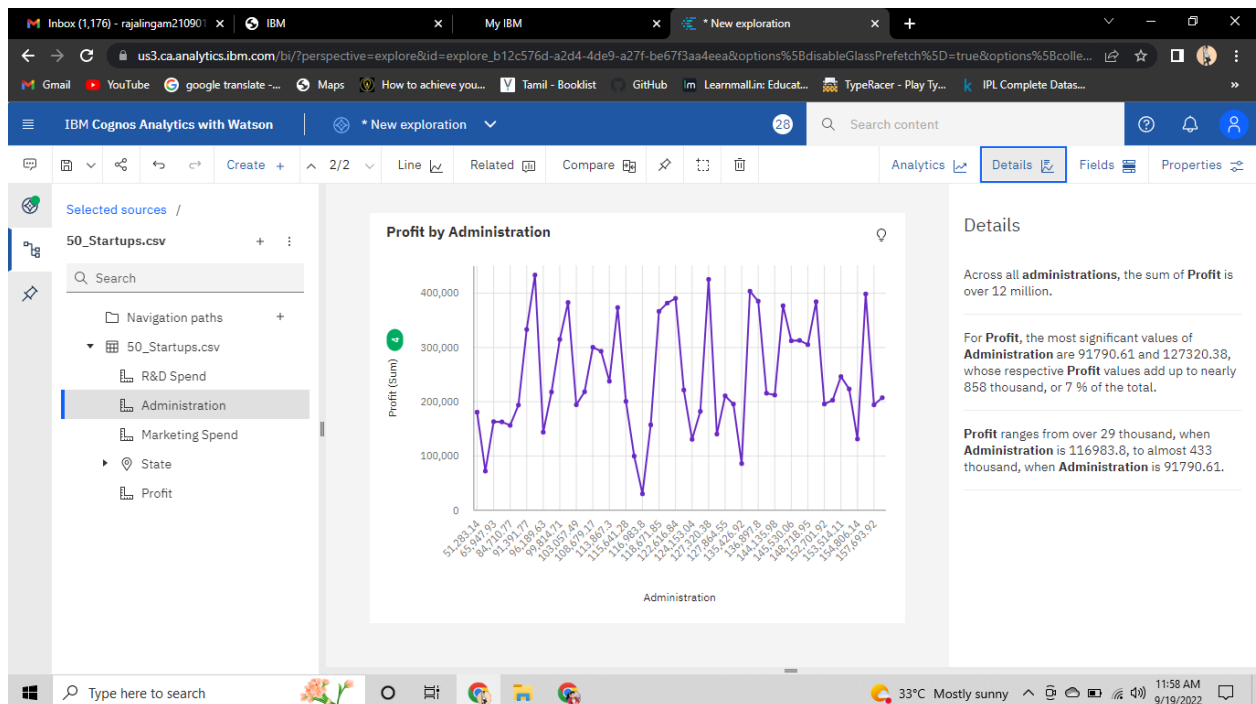 Inbox (1,176) - rajalingam210901
IBM
My IBM
* New exploration
us3.ca.analytics.ibm.com/bi/?perspective=explore&id=explore_b12c576d-a2d4-4de9-a27f-be67f3aa4eea&options%5BdisableGlassPrefetch%5D=true&options%5Bcolle...
Gmail YouTube google translate -... Maps How to achieve you... Tamil - Booklist GitHub Learnmall.in: Educat... TypeRacer - Play Ty... IPL Complete Datas... »
IBM Cognos Analytics with Watson * New exploration 28 Search content
Create + 2/2 Line Related Compare Analytics Details Fields Properties
Selected sources /
50_Startups.csv
Search
Navigation paths
50_Startups.csv
R&D Spend
Administration
Marketing Spend
State
Profit
Profit by Administration
400,000
300,000
200,000
100,000
0
Profit (Sum)
4
51,283.14 65,947.93 84,710.77 91,391.77 96,189.63 99,814.71 103,057.49 108,679.17 113,867.3 115,641.28 116,983.8 118,671.85 122,616.84 124,153.04 127,320.38 127,864.55 135,426.92 136,897.8 144,135.98 145,530.06 148,718.95 152,701.92 153,514.11 154,806.14 157,693.92
Administration
Details
Across all administrations, the sum of Profit is
over 12 million.
For Profit, the most significant values of
Administration are 91790.61 and 127320.38,
whose respective Profit values add up to nearly
858 thousand, or 7 % of the total.
Profit ranges from over 29 thousand, when
Administration is 116983.8, to almost 433
thousand, when Administration is 91790.61.
Type here to search
33°C Mostly sunny
11:58 AM
9/19/2022